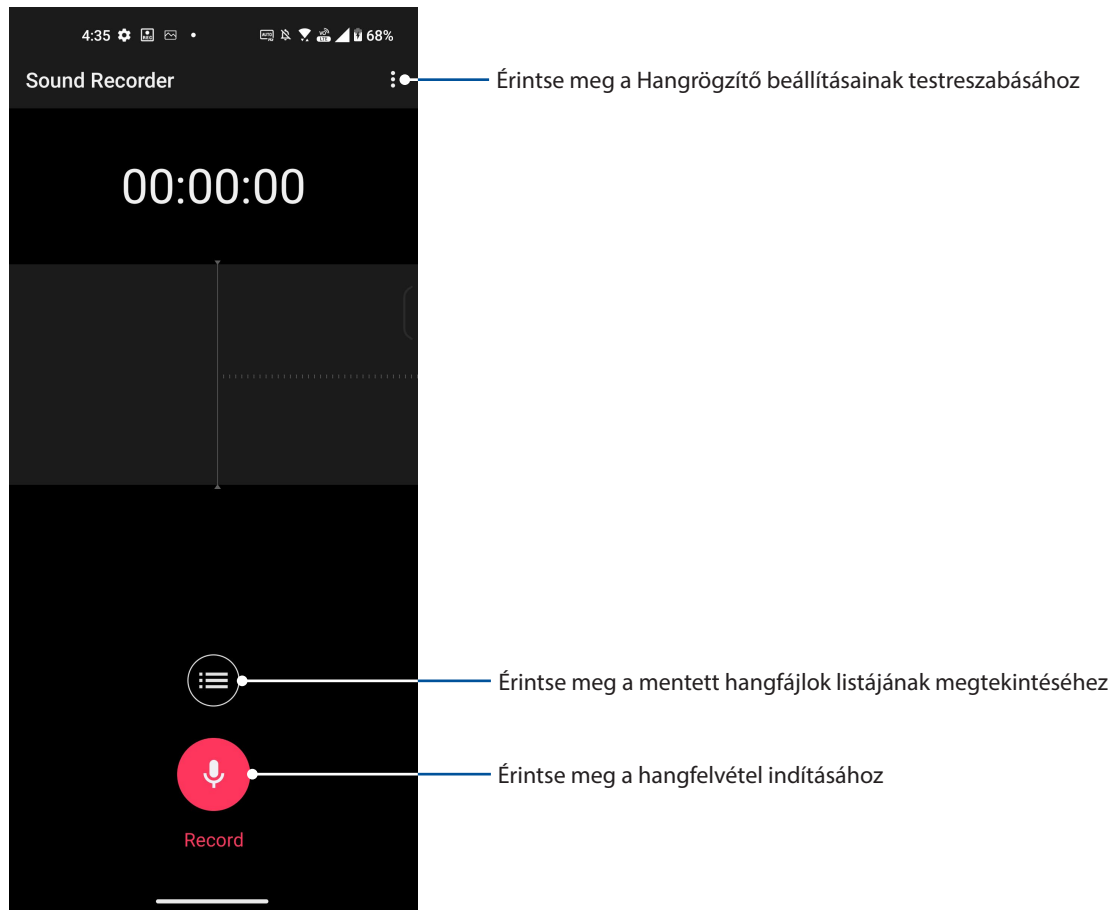 4:35 68%
Sound Recorder
Érintse meg a Hangrögzítő beállításainak testreszabásához
00:00:00
Érintse meg a mentett hangfájlok listájának megtekintéséhez
Érintse meg a hangfelvétel indításához
Record